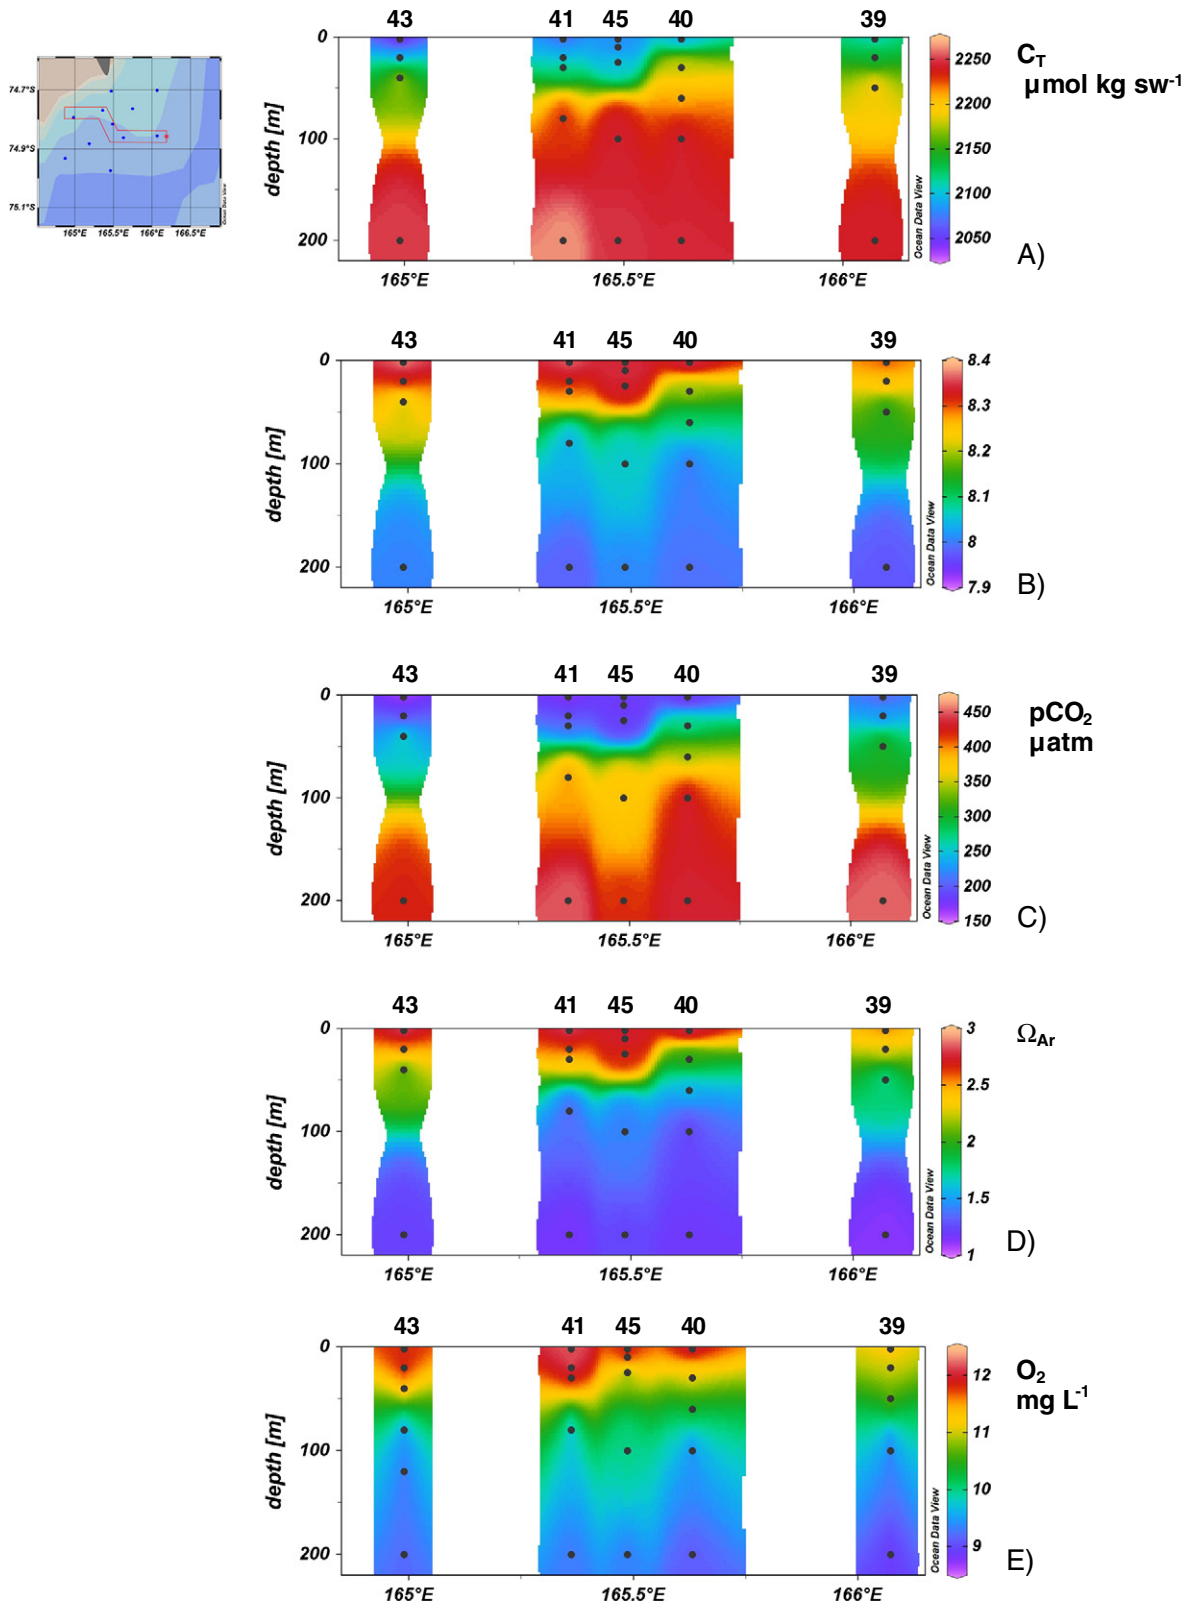 43 41 45 40 39
0
100
200
depth [m]
165°E 165.5°E 166°E
Ocean Data View
2250
2200
2150
2100
2050
C_T
µmol kg sw⁻¹
A)
74.7°S
74.9°S
75.1°S
165°E 165.5°E 166°E 166.5°E
Ocean Data View
43 41 45 40 39
0
100
200
depth [m]
165°E 165.5°E 166°E
Ocean Data View
8.4
8.3
8.2
8.1
8
7.9
B)
43 41 45 40 39
0
100
200
depth [m]
165°E 165.5°E 166°E
Ocean Data View
450
400
350
300
250
200
150
pCO₂
µatm
C)
43 41 45 40 39
0
100
200
depth [m]
165°E 165.5°E 166°E
Ocean Data View
3
2.5
2
1.5
1
Ω_Ar
D)
43 41 45 40 39
0
100
200
depth [m]
165°E 165.5°E 166°E
Ocean Data View
12
11
10
9
O₂
mg L⁻¹
E)